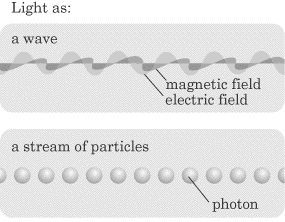 Light as:
a wave
magnetic field
electric field
a stream of particles
photon